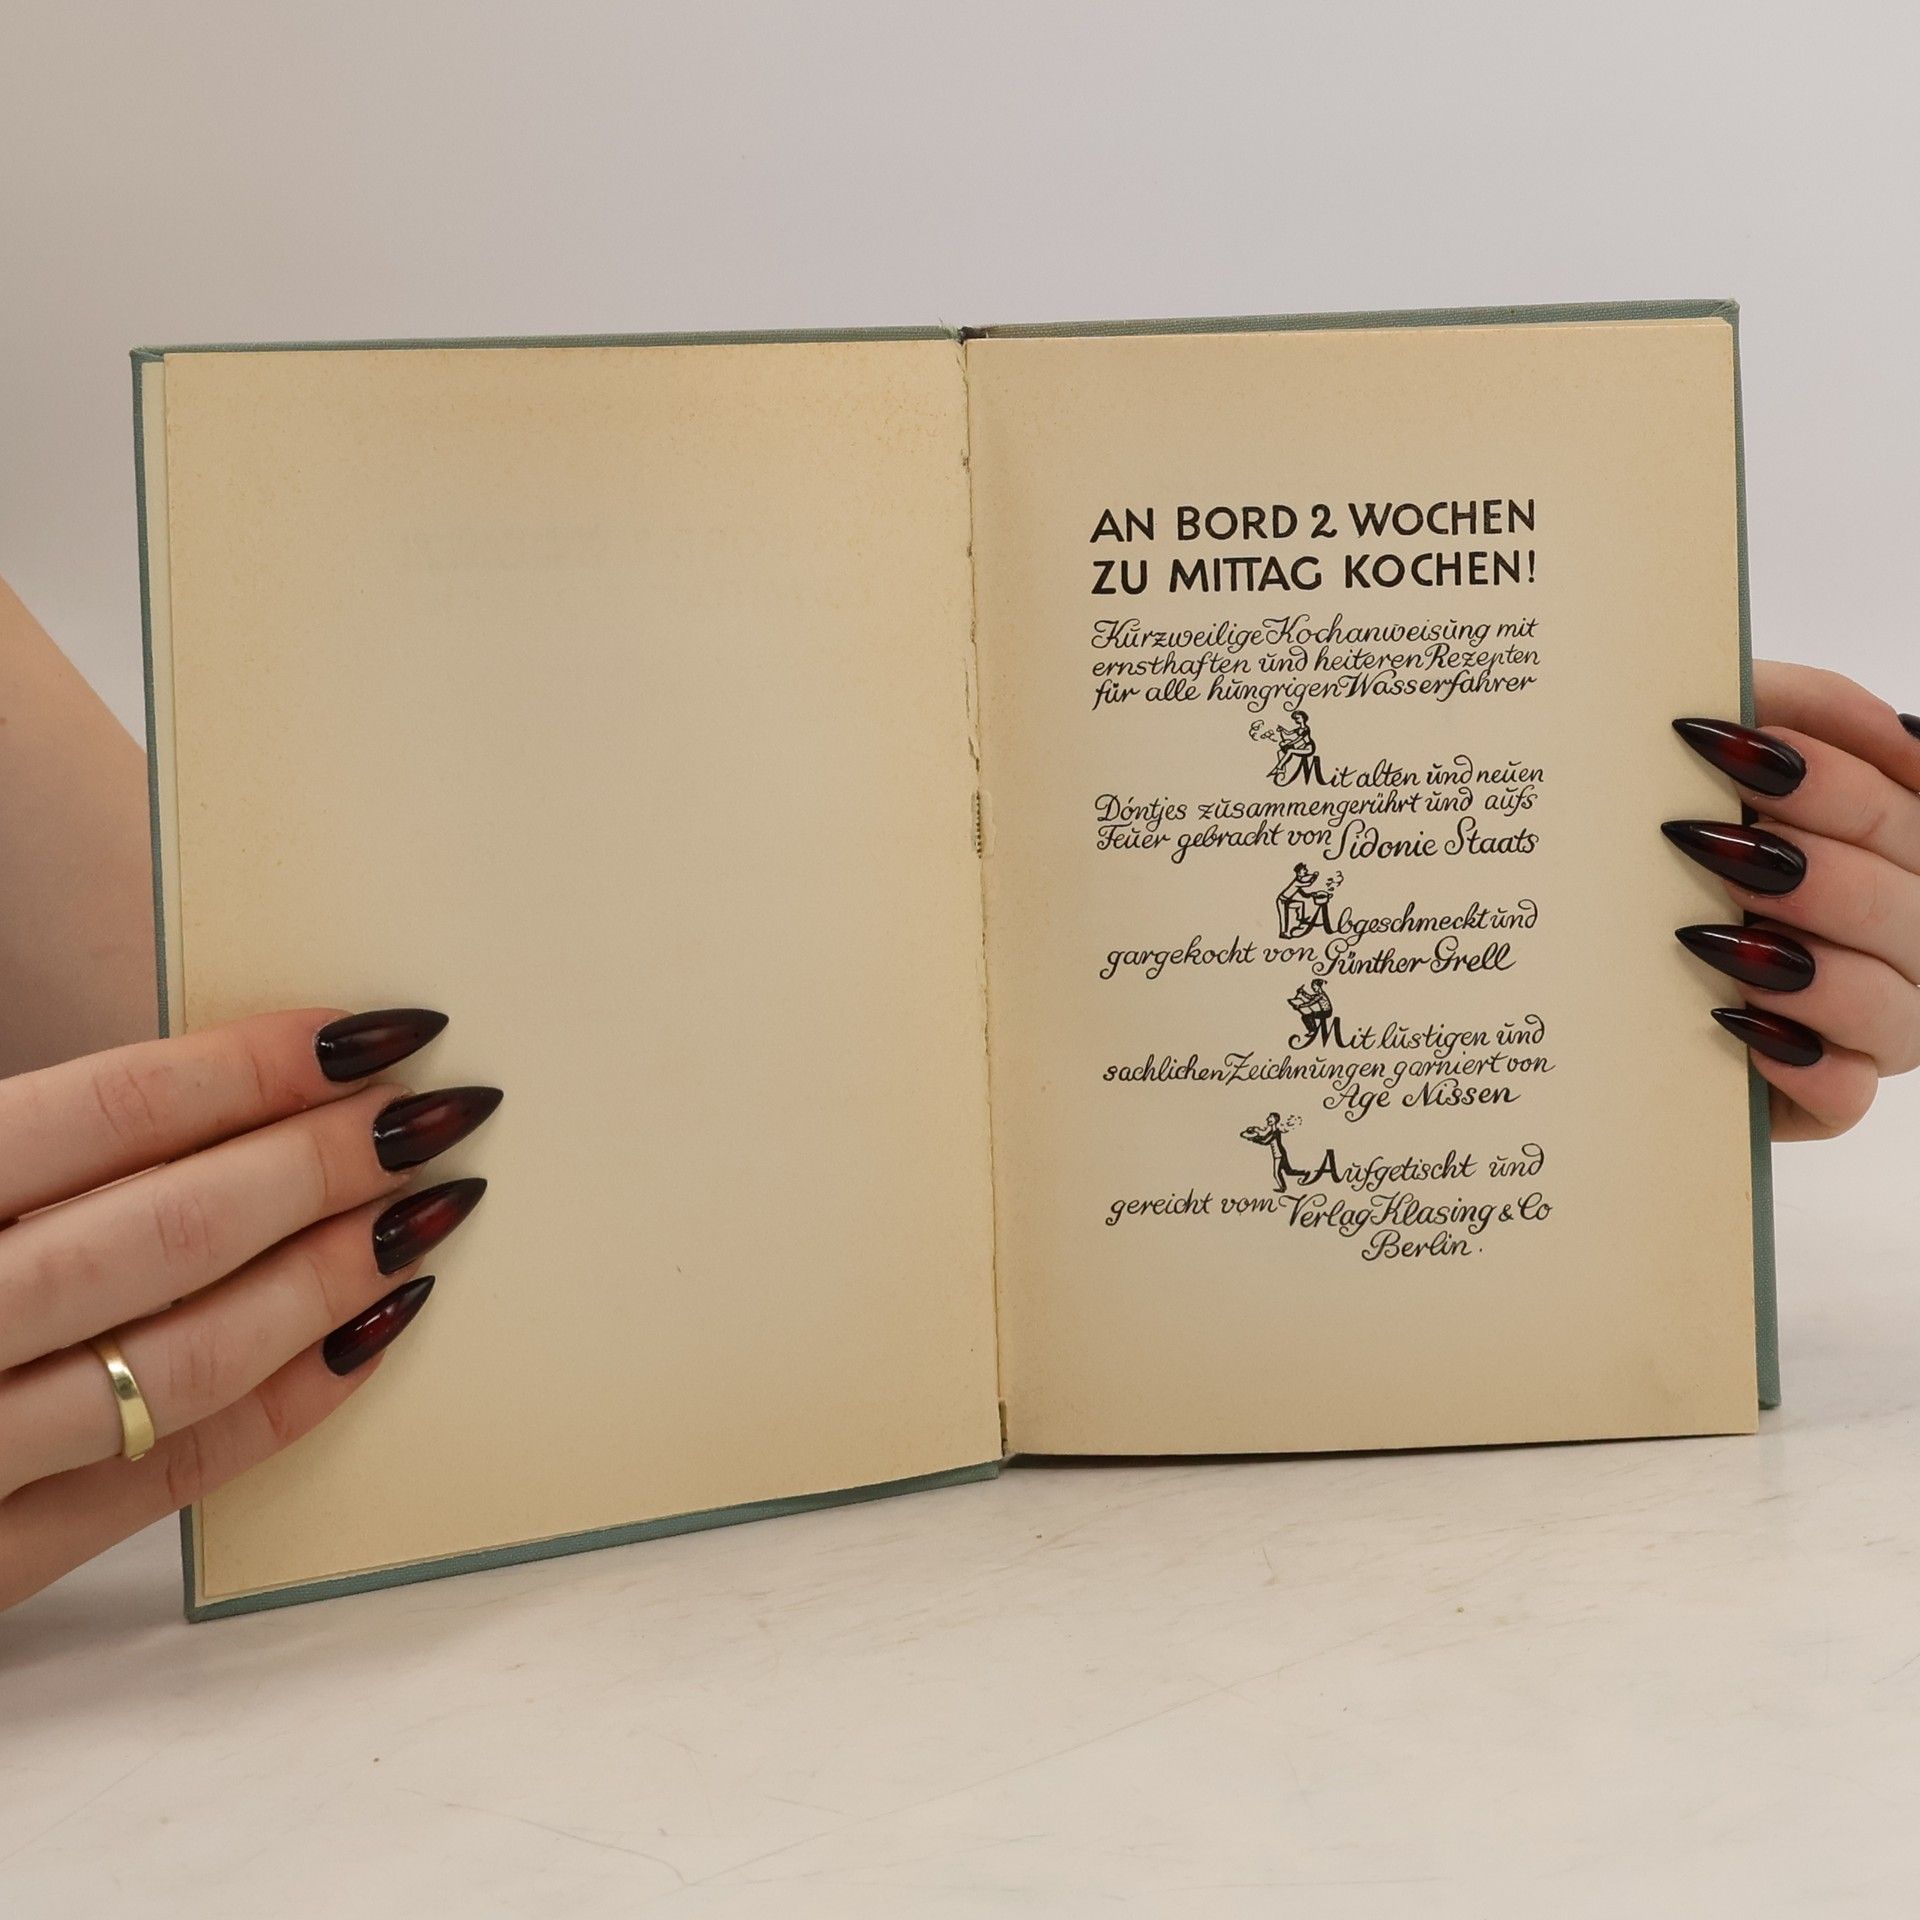 AN BORD 2 WOCHEN
ZU MITTAG KOCHEN!
Kurzweilige Kochanweisung mit
ernsthaften und heiteren Rezepten
für alle hungrigen Wasserfahrer
Mit alten und neuen
Döntjes zusammengerührt und aufs
Feuer gebracht von Sidonie Staats
Abgeschmeckt und
gargekocht von Günther Grell
Mit lustigen und
sachlichen Zeichnungen garniert von
Age Nissen
Aufgetischt und
gereicht vom Verlag Klasing & Co
Berlin.